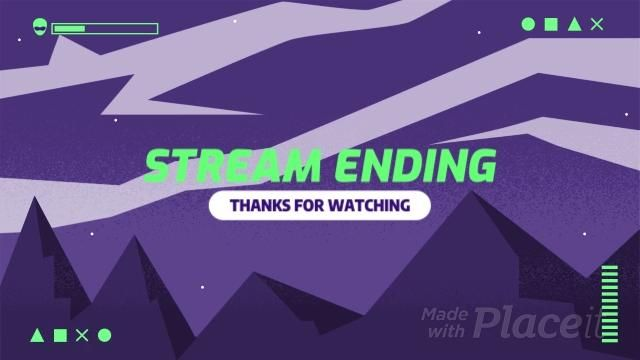 STREAM ENDING
THANKS FOR WATCHING
Made
with Placeit